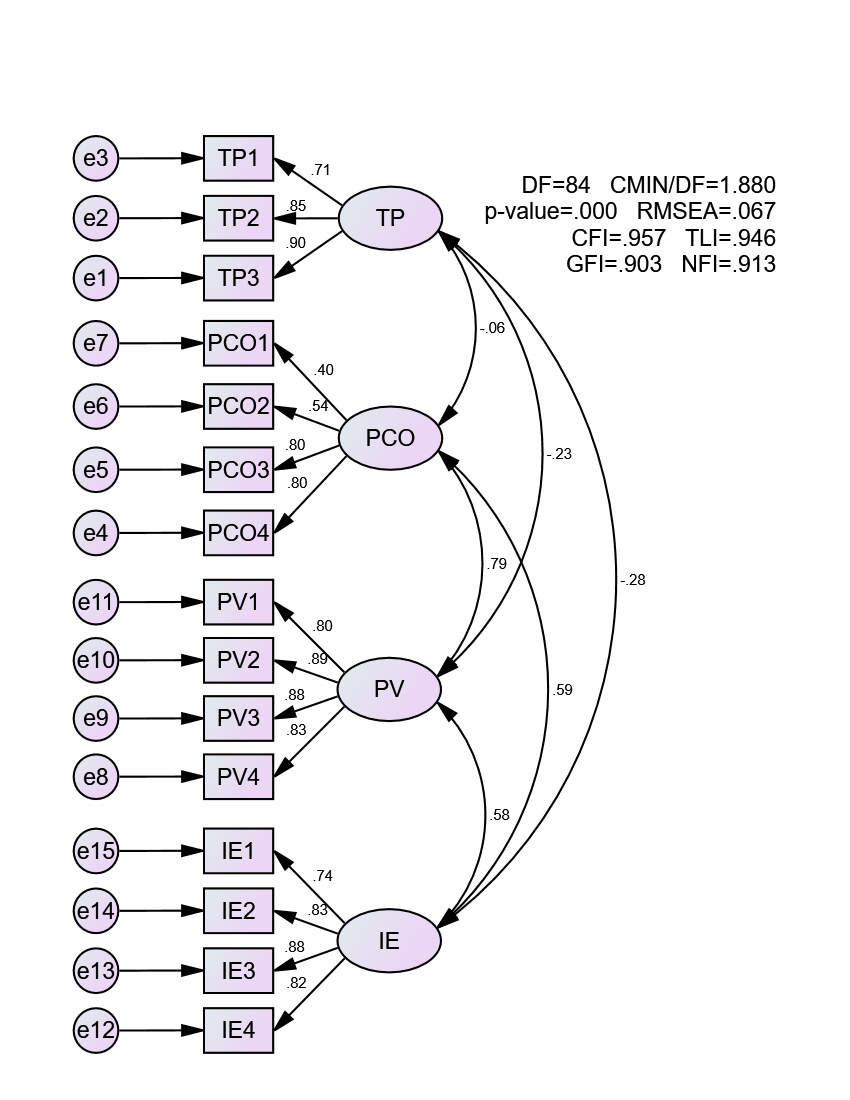 e3 TP1 .71
e2 TP2 .85 TP
e1 TP3 .90
DF=84 CMIN/DF=1.880
p-value=.000 RMSEA=.067
CFI=.957 TLI=.946
GFI=.903 NFI=.913
-.06
e7 PCO1 .40
e6 PCO2 .54
e5 PCO3 .80 PCO
e4 PCO4 .80
-.23
.79
-.28
e11 PV1 .80
e10 PV2 .89
e9 PV3 .88 PV
e8 PV4 .83
.59
.58
e15 IE1 .74
e14 IE2 .83
e13 IE3 .88 IE
e12 IE4 .82